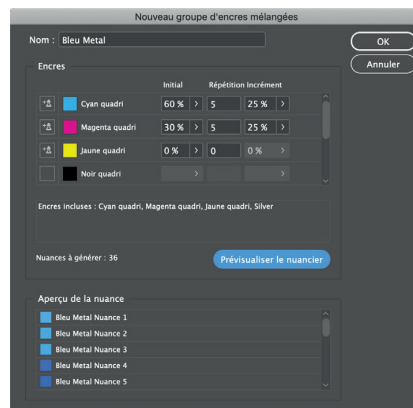 Nouveau groupe d'encres mélangées
Nom : Bleu Metal
OK
Annuler
Encres
Initial Répétition Incrément
Cyan quadri 60 % > 5 25 % >
Magenta quadri 30 % > 5 25 % >
Jaune quadri 0 % > 0 0 % >
Noir quadri > >
Encres incluses : Cyan quadri, Magenta quadri, Jaune quadri, Silver
Nuances à générer : 36
Prévisualiser le nuancier
Aperçu de la nuance
Bleu Metal Nuance 1
Bleu Metal Nuance 2
Bleu Metal Nuance 3
Bleu Metal Nuance 4
Bleu Metal Nuance 5